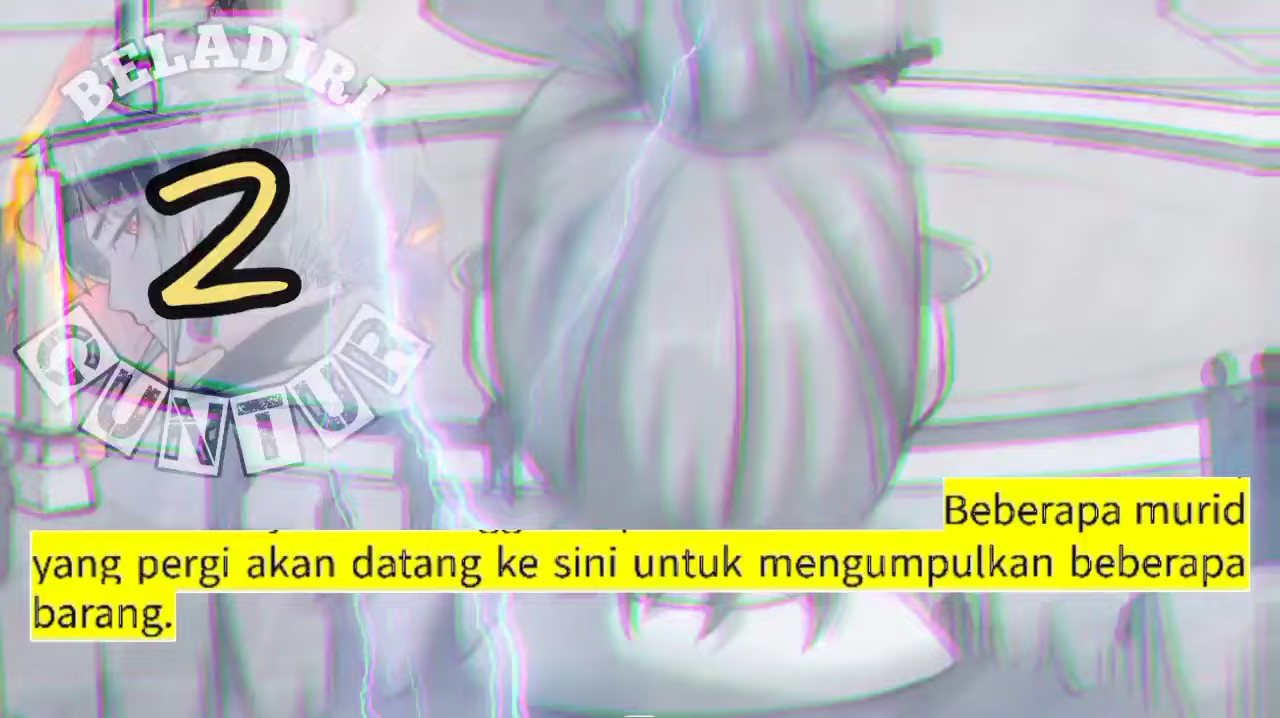 BELADIRI
2
GUNTUR
Beberapa murid
yang pergi akan datang ke sini untuk mengumpulkan beberapa
barang.